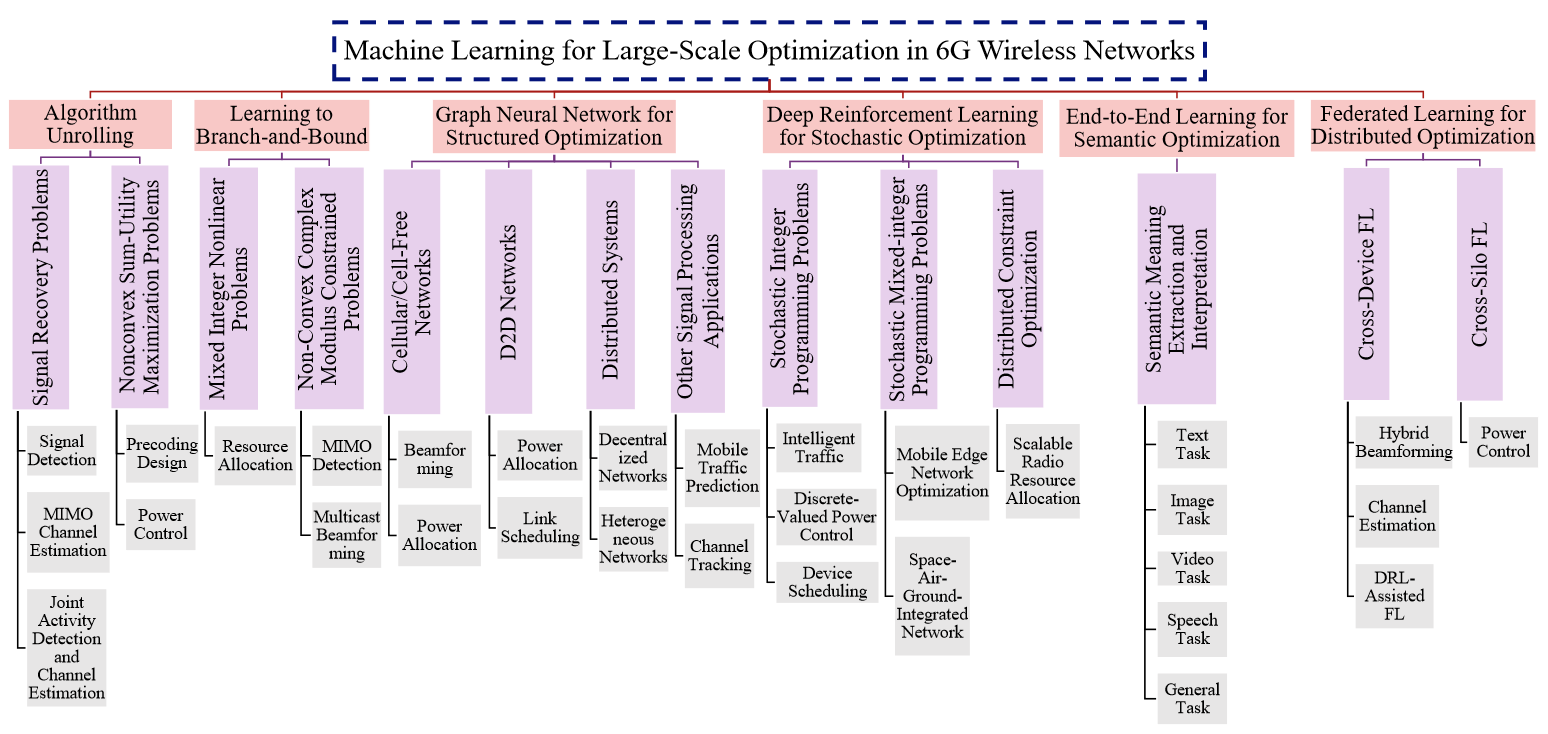 Machine Learning for Large-Scale Optimization in 6G Wireless Networks
Algorithm
Unrolling
Signal Recovery Problems
Signal
Detection
MIMO
Channel
Estimation
Joint
Activity
Detection
and
Channel
Estimation
Nonconvex Sum-Utility
Maximization Problems
Precoding
Design
Power
Control
Learning to
Branch-and-Bound
Mixed Integer Nonlinear
Problems
Resource
Allocation
Non-Convex Complex
Modulus Constrained
Problems
MIMO
Detection
Multicast
Beamfor
ming
Graph Neural Network for
Structured Optimization
Cellular/Cell-Free
Networks
Beamfor
ming
Power
Allocation
D2D Networks
Power
Allocation
Link
Scheduling
Distributed Systems
Decentral
ized
Networks
Heteroge
neous
Networks
Other Signal Processing
Applications
Mobile
Traffic
Prediction
Channel
Tracking
Deep Reinforcement Learning
for Stochastic Optimization
Stochastic Integer
Programming Problems
Intelligent
Traffic
Discrete-
Valued Power
Control
Device
Scheduling
Stochastic Mixed-integer
Programming Problems
Mobile Edge
Network
Optimization
Space-
Air-
Ground-
Integrated
Network
Distributed Constraint
Optimization
Scalable
Radio
Resource
Allocation
End-to-End Learning for
Semantic Optimization
Semantic Meaning
Extraction and
Interpretation
Text
Task
Image
Task
Video
Task
Speech
Task
General
Task
Federated Learning for
Distributed Optimization
Cross-Device FL
Hybrid
Beamforming
Channel
Estimation
DRL-
Assisted
FL
Cross-Silo FL
Power
Control